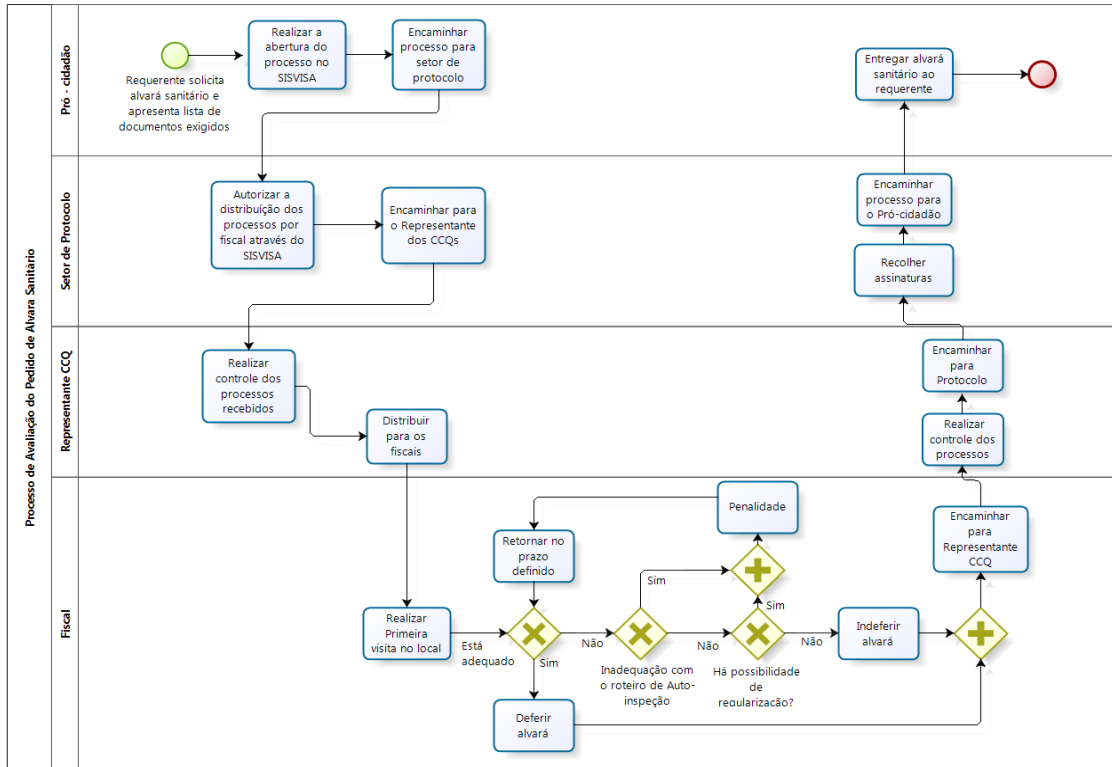 Processo de Avaliação do Pedido de Alvara Sanitário
Pró - cidadão
Requerente solicita
alvará sanitário e
apresenta lista de
documentos exigidos
Realizar a
abertura do
processo no
SISVISA
Encaminhar
processo para
setor de
protocolo
Entregar alvará
sanitário ao
requerente
Setor de Protocolo
Autorizar a
distribuíção dos
processos por
fiscal através do
SISVISA
Encaminhar para
o Representante
dos CCQs
Encaminhar
processo para
o Pró-cidadão
Recolher
assinaturas
Representante CCQ
Realizar
controle dos
processos
recebidos
Distribuir
para os
fiscais
Encaminhar
para
Protocolo
Realizar
controle dos
processos
Fiscal
Realizar
Primeira
visita no local
Está
adequado
Retornar no
prazo
definido
Penalidade
Sim
Não
Deferir
alvará
Inadequação com
o roteiro de Auto-
inspeção
Sim
Não
Há possibilidade
de
regularização?
Sim
Não
Indeferir
alvará
Encaminhar
para
Representante
CCQ